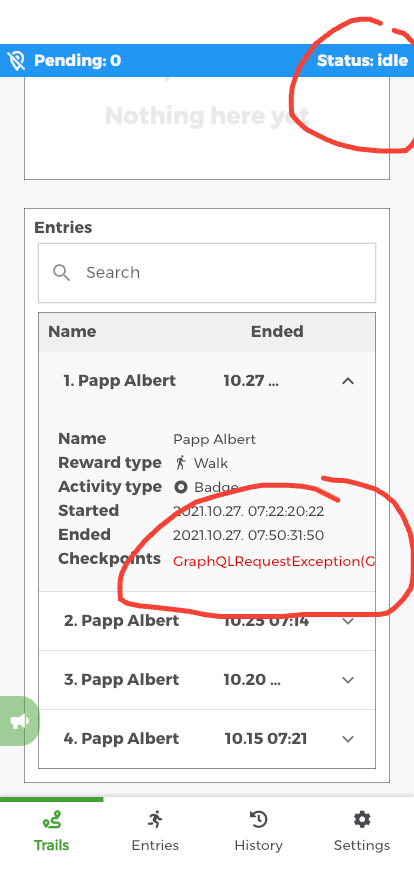 Pending: 0 Status: idle
Nothing here yet
Entries
Search
Name Ended
1. Papp Albert 10.27 ...
Name Papp Albert
Reward type Walk
Activity type Badge
Started 2021.10.27. 07:22:20:22
Ended 2021.10.27. 07:50:31:50
Checkpoints GraphQLRequestException(G
2. Papp Albert 10.25 07:14
3. Papp Albert 10.20 ...
4. Papp Albert 10.15 07:21
Trails Entries History Settings